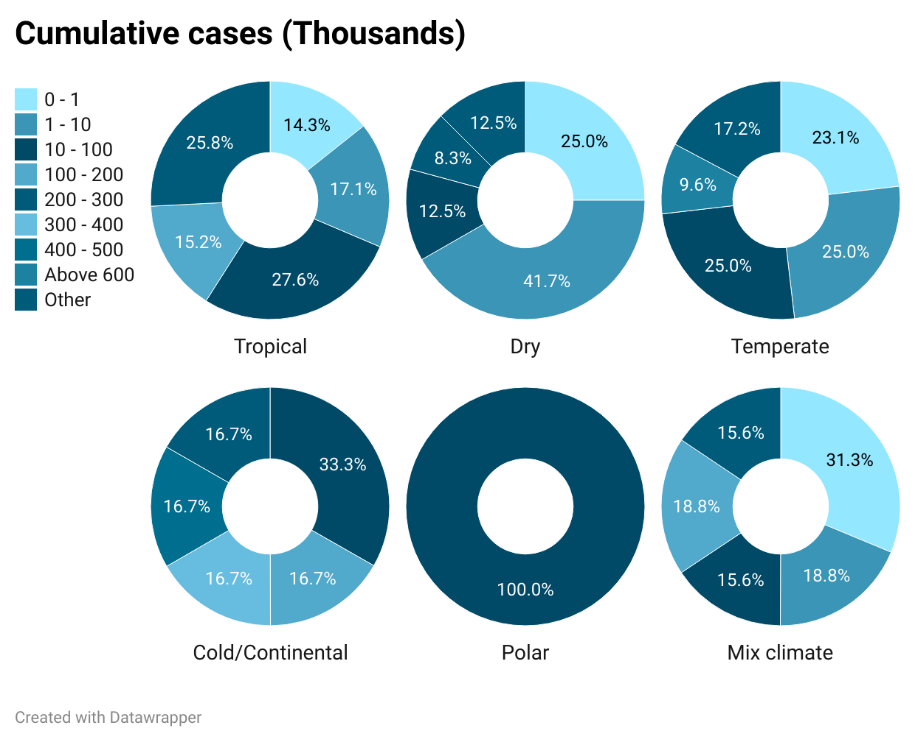 Cumulative cases (Thousands)
0 - 1
1 - 10
10 - 100
100 - 200
200 - 300
300 - 400
400 - 500
Above 600
Other
14.3%
17.1%
27.6%
15.2%
25.8%
Tropical
25.0%
41.7%
12.5%
8.3%
12.5%
Dry
23.1%
25.0%
25.0%
9.6%
17.2%
Temperate
33.3%
16.7%
16.7%
16.7%
16.7%
Cold/Continental
100.0%
Polar
31.3%
18.8%
15.6%
18.8%
15.6%
Mix climate
Created with Datawrapper